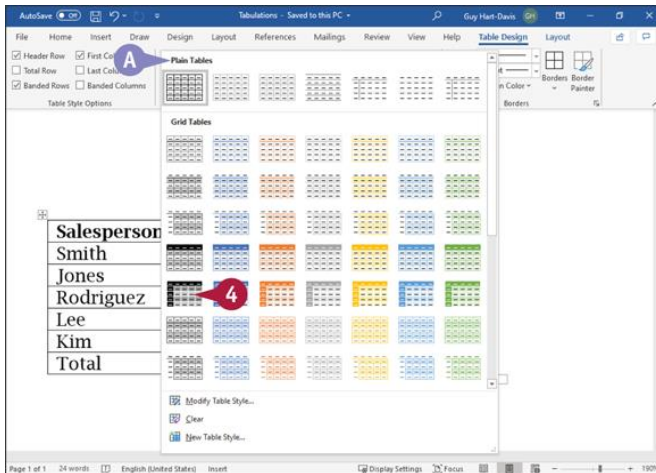 AutoSave Off Tabulations - Saved to this PC Guy Hart-Davis GH
File Home Insert Draw Design Layout References Mailings Review View Help Table Design Layout
Header Row First Co
Total Row Last Colu
Banded Rows Banded Columns
Table Style Options
A
Plain Tables
Grid Tables
n Color
Borders Border
Painter
Borders
Salesperson
Smith
Jones
Rodriguez
Lee
Kim
Total
4
Modify Table Style...
Clear
New Table Style...
Page 1 of 1 24 words English (United States) Insert Display Settings Focus 190%